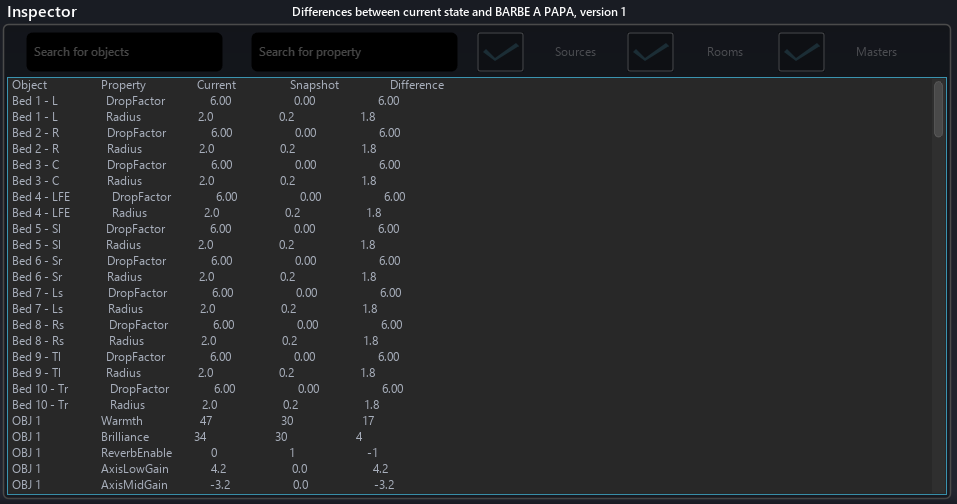 Inspector Differences between current state and BARBE A PAPA, version 1
Search for objects Search for property Sources Rooms Masters
Object Property Current Snapshot Difference
Bed 1 - L DropFactor 6.00 0.00 6.00
Bed 1 - L Radius 2.0 0.2 1.8
Bed 2 - R DropFactor 6.00 0.00 6.00
Bed 2 - R Radius 2.0 0.2 1.8
Bed 3 - C DropFactor 6.00 0.00 6.00
Bed 3 - C Radius 2.0 0.2 1.8
Bed 4 - LFE DropFactor 6.00 0.00 6.00
Bed 4 - LFE Radius 2.0 0.2 1.8
Bed 5 - Sl DropFactor 6.00 0.00 6.00
Bed 5 - Sl Radius 2.0 0.2 1.8
Bed 6 - Sr DropFactor 6.00 0.00 6.00
Bed 6 - Sr Radius 2.0 0.2 1.8
Bed 7 - Ls DropFactor 6.00 0.00 6.00
Bed 7 - Ls Radius 2.0 0.2 1.8
Bed 8 - Rs DropFactor 6.00 0.00 6.00
Bed 8 - Rs Radius 2.0 0.2 1.8
Bed 9 - Tl DropFactor 6.00 0.00 6.00
Bed 9 - Tl Radius 2.0 0.2 1.8
Bed 10 - Tr DropFactor 6.00 0.00 6.00
Bed 10 - Tr Radius 2.0 0.2 1.8
OBJ 1 Warmth 47 30 17
OBJ 1 Brilliance 34 30 4
OBJ 1 ReverbEnable 0 1 -1
OBJ 1 AxisLowGain 4.2 0.0 4.2
OBJ 1 AxisMidGain -3.2 0.0 -3.2